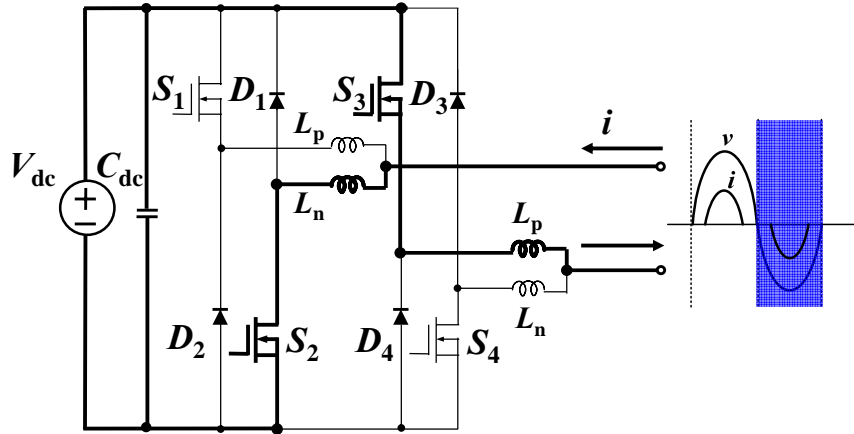 S1 D1 S3 D3
Lp i v
Vdc Cdc i
+
−
Ln Lp
D2 S2 D4 S4 Ln